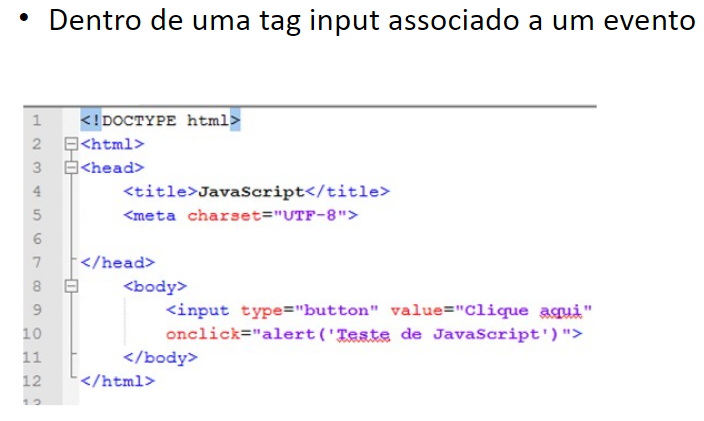 • Dentro de uma tag input associado a um evento
1 <!DOCTYPE html>
2 <html>
3 <head>
4 <title>JavaScript</title>
5 <meta charset="UTF-8">
6
7 </head>
8 <body>
9 <input type="button" value="Clique aqui"
10 onclick="alert('Teste de JavaScript')">
11 </body>
12 </html>